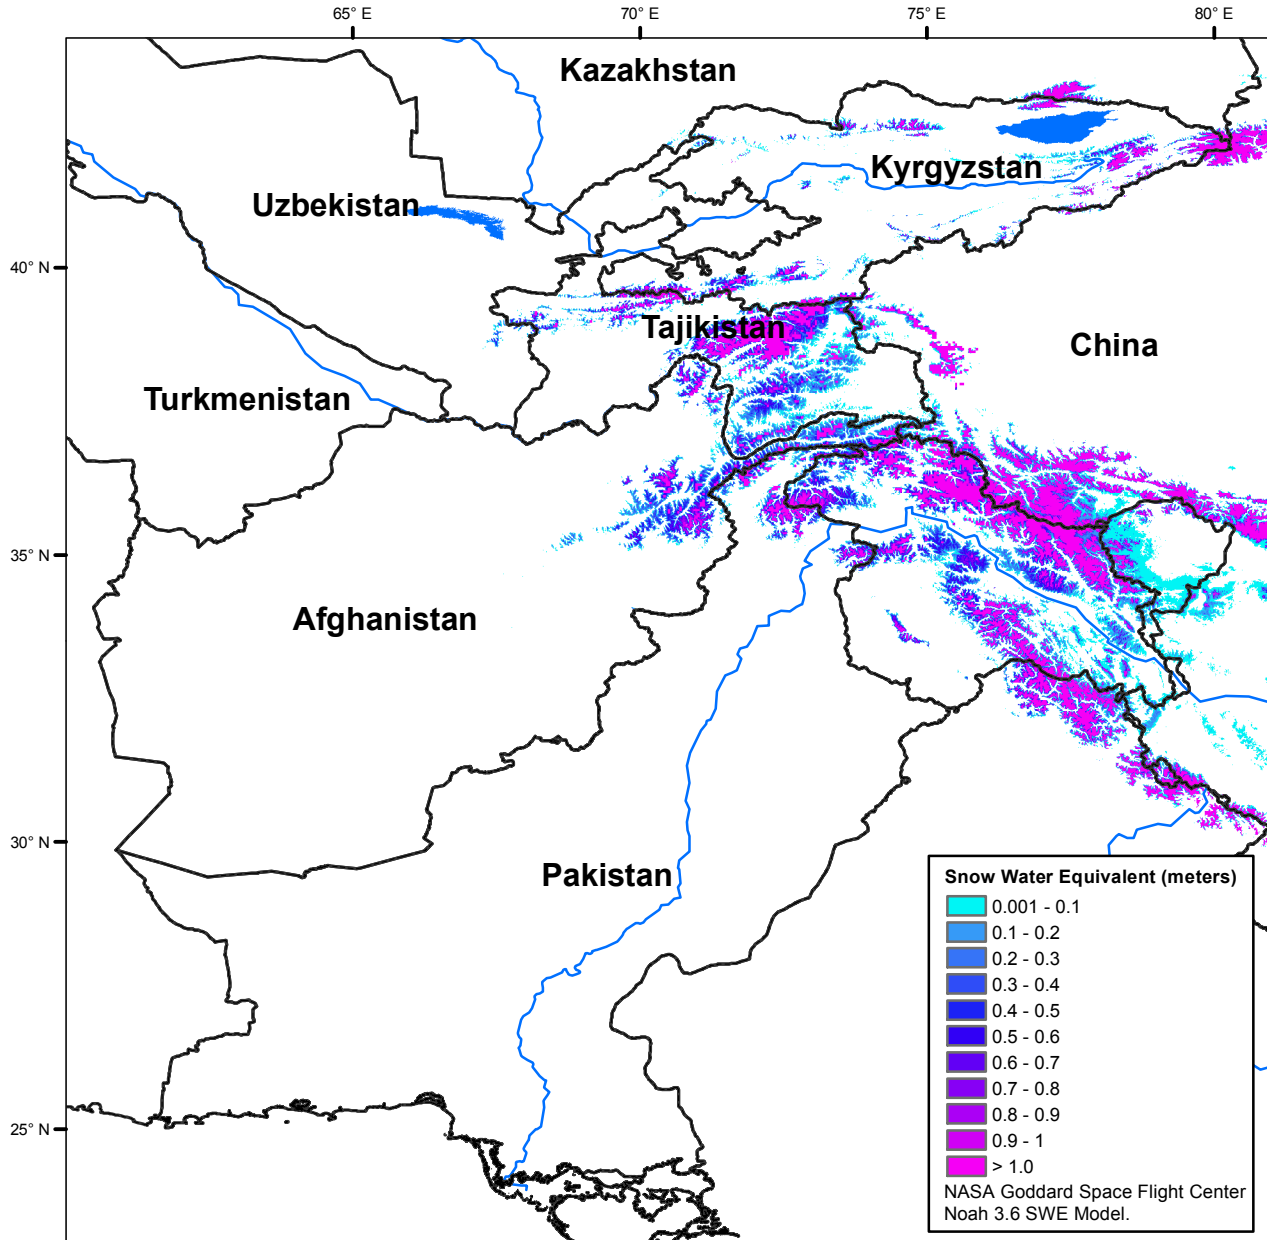 65° E
70° E
75° E
80° E
Kazakhstan
Kyrgyzstan
Uzbekistan
40° N
Tajikistan
China
Turkmenistan
35° N
Afghanistan
30° N
Pakistan
25° N
Snow Water Equivalent (meters)
0.001 - 0.1
0.1 - 0.2
0.2 - 0.3
0.3 - 0.4
0.4 - 0.5
0.5 - 0.6
0.6 - 0.7
0.7 - 0.8
0.8 - 0.9
0.9 - 1
> 1.0
NASA Goddard Space Flight Center
Noah 3.6 SWE Model.